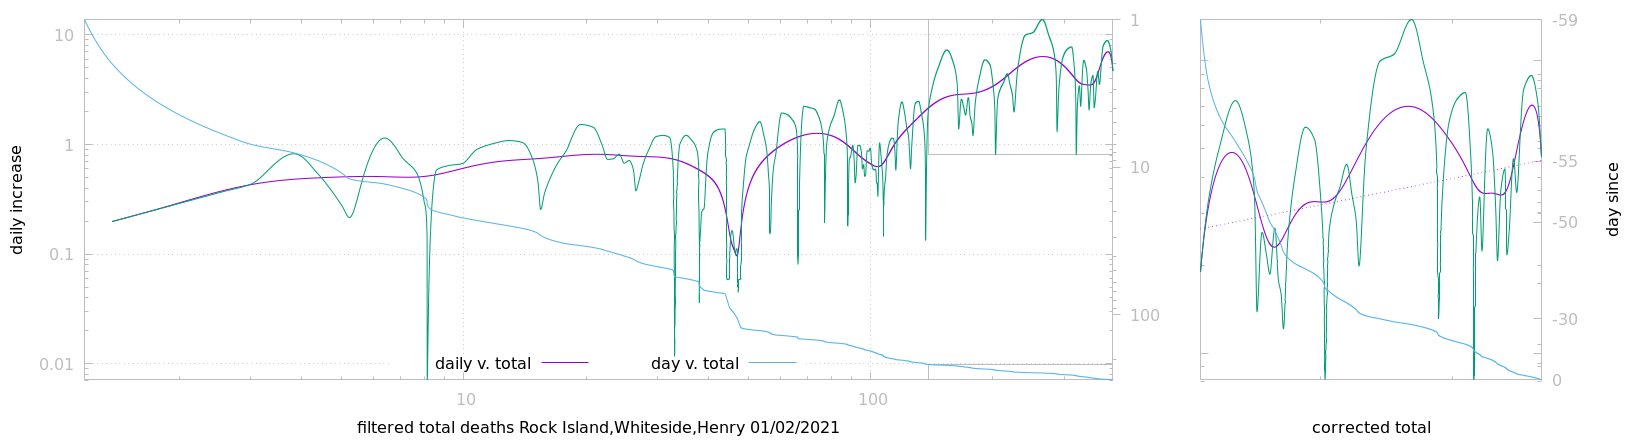 10
1
0.1
0.01
daily increase
daily v. total
day v. total
10
100
filtered total deaths Rock Island,Whiteside,Henry 01/02/2021
1
10
100
-59
-55
-50
-30
0
day since
corrected total